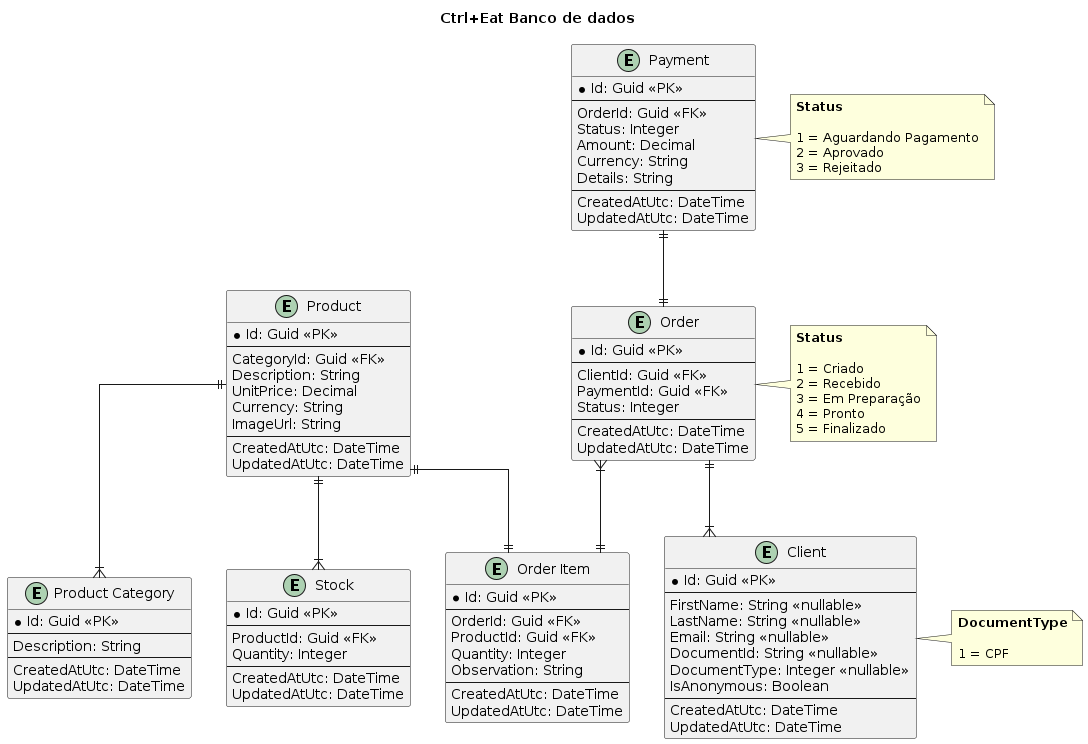 Ctrl+Eat Banco de dados
E Payment
Id: Guid «PK»
OrderId: Guid «FK»
Status: Integer
Amount: Decimal
Currency: String
Details: String
CreatedAtUtc: DateTime
UpdatedAtUtc: DateTime
Status
1 = Aguardando Pagamento
2 = Aprovado
3 = Rejeitado
E Product
Id: Guid «PK»
CategoryId: Guid «FK»
Description: String
UnitPrice: Decimal
Currency: String
ImageUrl: String
CreatedAtUtc: DateTime
UpdatedAtUtc: DateTime
E Order
Id: Guid «PK»
ClientId: Guid «FK»
PaymentId: Guid «FK»
Status: Integer
CreatedAtUtc: DateTime
UpdatedAtUtc: DateTime
Status
1 = Criado
2 = Recebido
3 = Em Preparação
4 = Pronto
5 = Finalizado
E Product Category
Id: Guid «PK»
Description: String
CreatedAtUtc: DateTime
UpdatedAtUtc: DateTime
E Stock
Id: Guid «PK»
ProductId: Guid «FK»
Quantity: Integer
CreatedAtUtc: DateTime
UpdatedAtUtc: DateTime
E Order Item
Id: Guid «PK»
OrderId: Guid «FK»
ProductId: Guid «FK»
Quantity: Integer
Observation: String
CreatedAtUtc: DateTime
UpdatedAtUtc: DateTime
E Client
Id: Guid «PK»
FirstName: String «nullable»
LastName: String «nullable»
Email: String «nullable»
DocumentId: String «nullable»
DocumentType: Integer «nullable»
IsAnonymous: Boolean
CreatedAtUtc: DateTime
UpdatedAtUtc: DateTime
DocumentType
1 = CPF